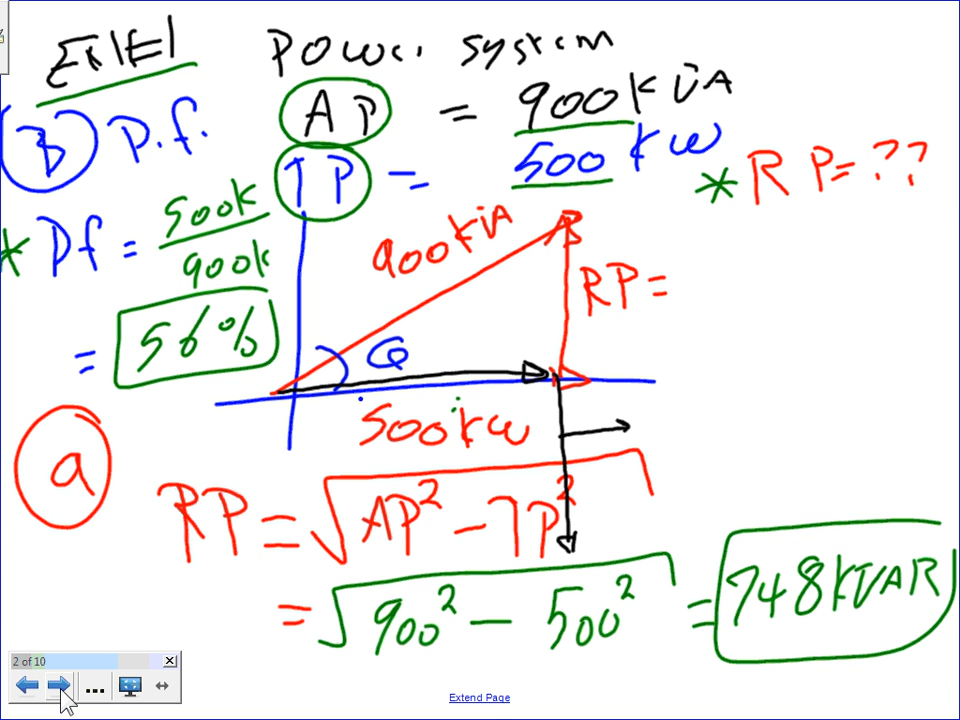 EX1E1 Power system
B P.f. AP = 900kVA
TP = 500kw
* RP = ??
* Pf = 500k
900k
= 56%
900kVA
RP =
θ
500kw
a
RP = √AP² - TP²
= √900² - 500² = 748KVAR
2 of 10
...
Extend Page